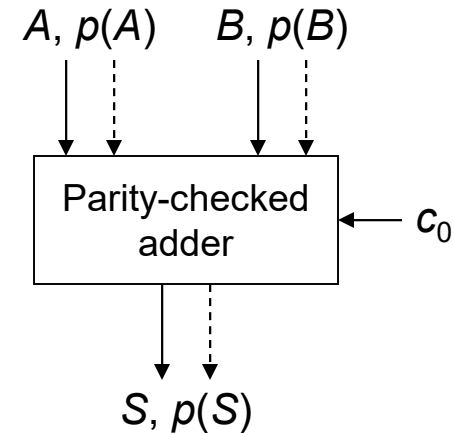 A, p(A) B, p(B)
Parity-checked
adder
c₀
S, p(S)